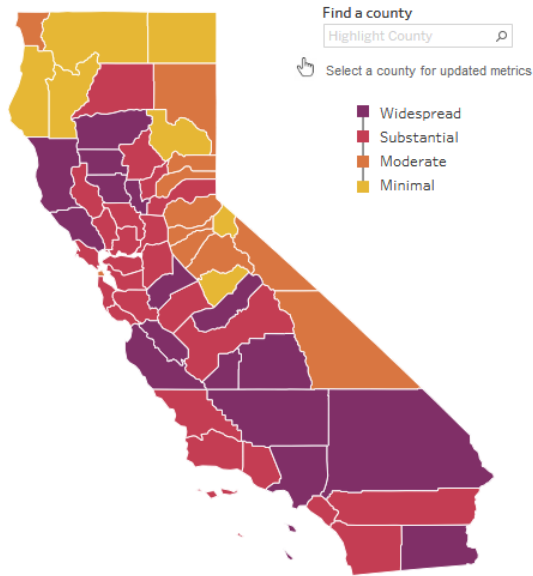 Find a county
Highlight County
Select a county for updated metrics
Widespread
Substantial
Moderate
Minimal